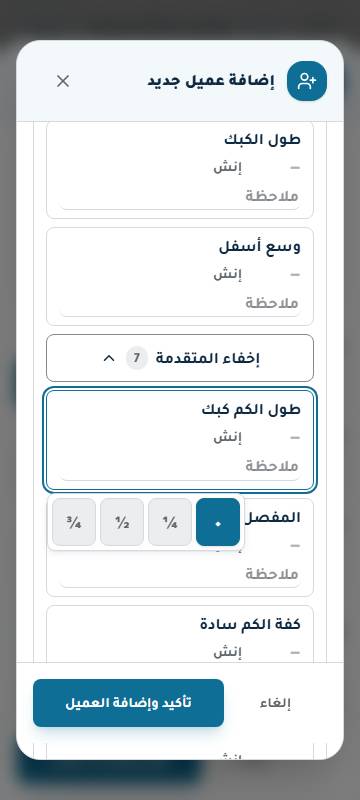 إضافة عميل جديد
طول الكبك
– إنش
ملاحظة
وسع أسفل
– إنش
ملاحظة
إخفاء المتقدمة 7
طول الكم كبك
– إنش
ملاحظة
المفصل
٠ ¼ ½ ¾
–
ملاحظة
كفة الكم سادة
– إنش
إلغاء
تأكيد وإضافة العميل
إنش